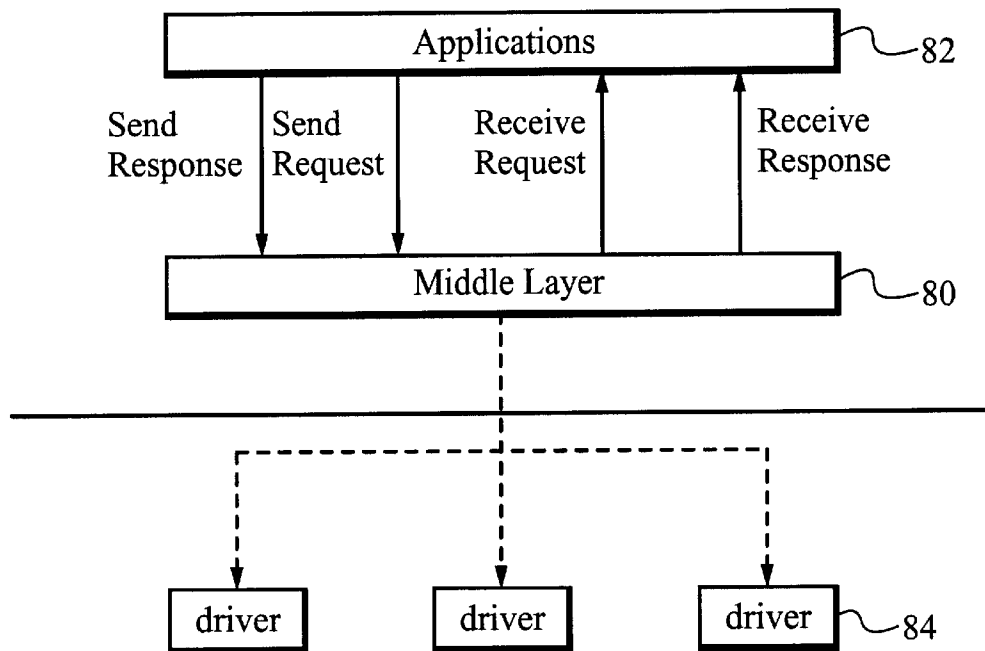 Applications
82
Send
Response
Send
Request
Receive
Request
Receive
Response
Middle Layer
80
driver
driver
driver
84